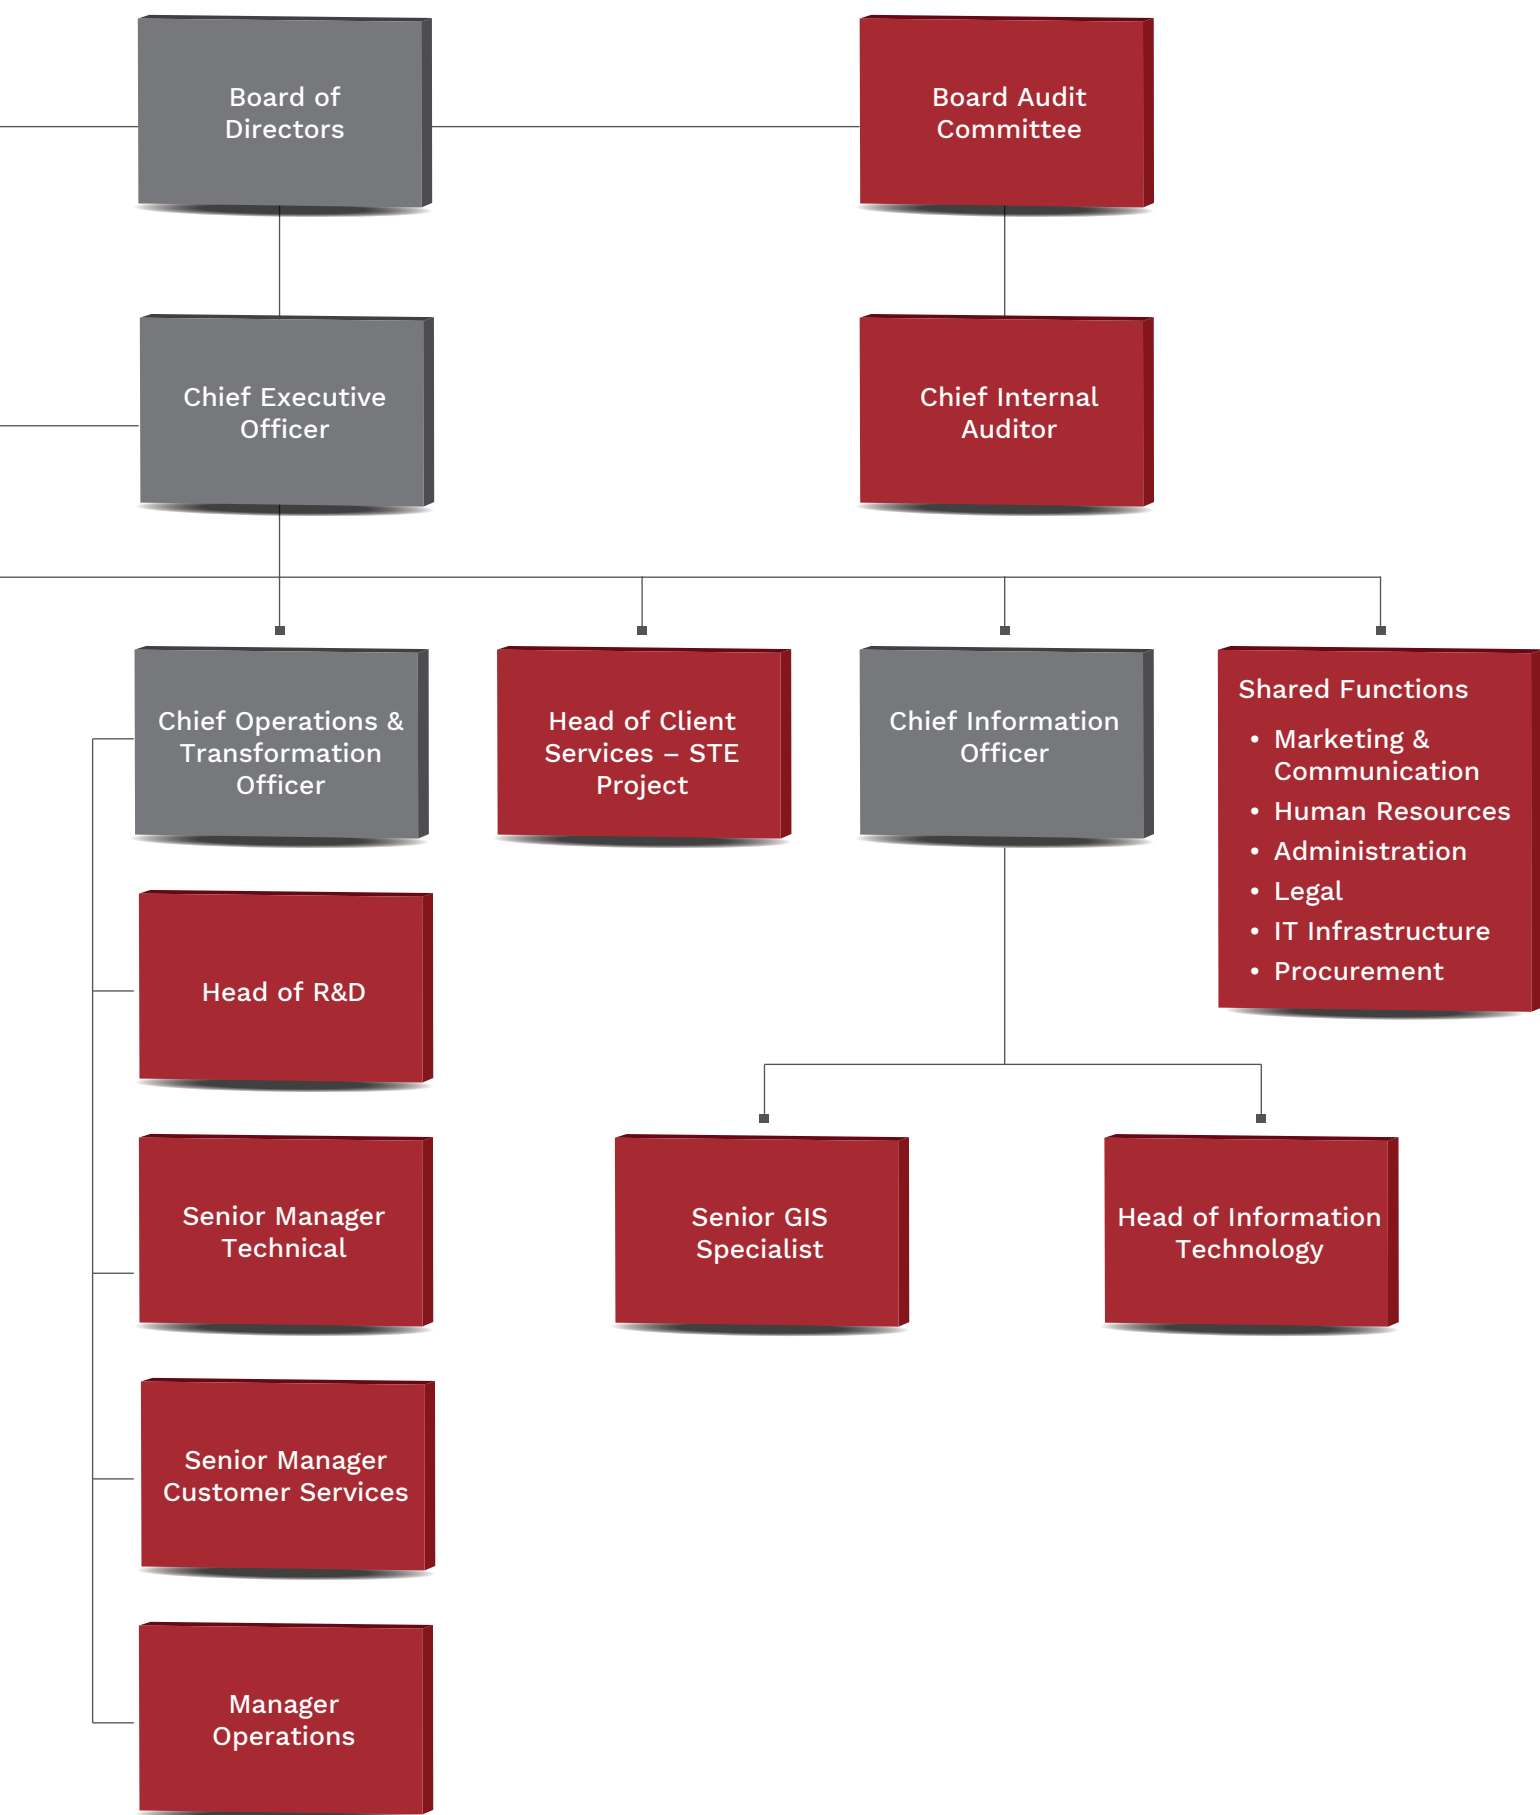 Board of
Directors
Board Audit
Committee
Chief Executive
Officer
Chief Internal
Auditor
Chief Operations &
Transformation
Officer
Head of Client
Services – STE
Project
Chief Information
Officer
Shared Functions
• Marketing &
Communication
• Human Resources
• Administration
• Legal
• IT Infrastructure
• Procurement
Head of R&D
Senior Manager
Technical
Senior GIS
Specialist
Head of Information
Technology
Senior Manager
Customer Services
Manager
Operations